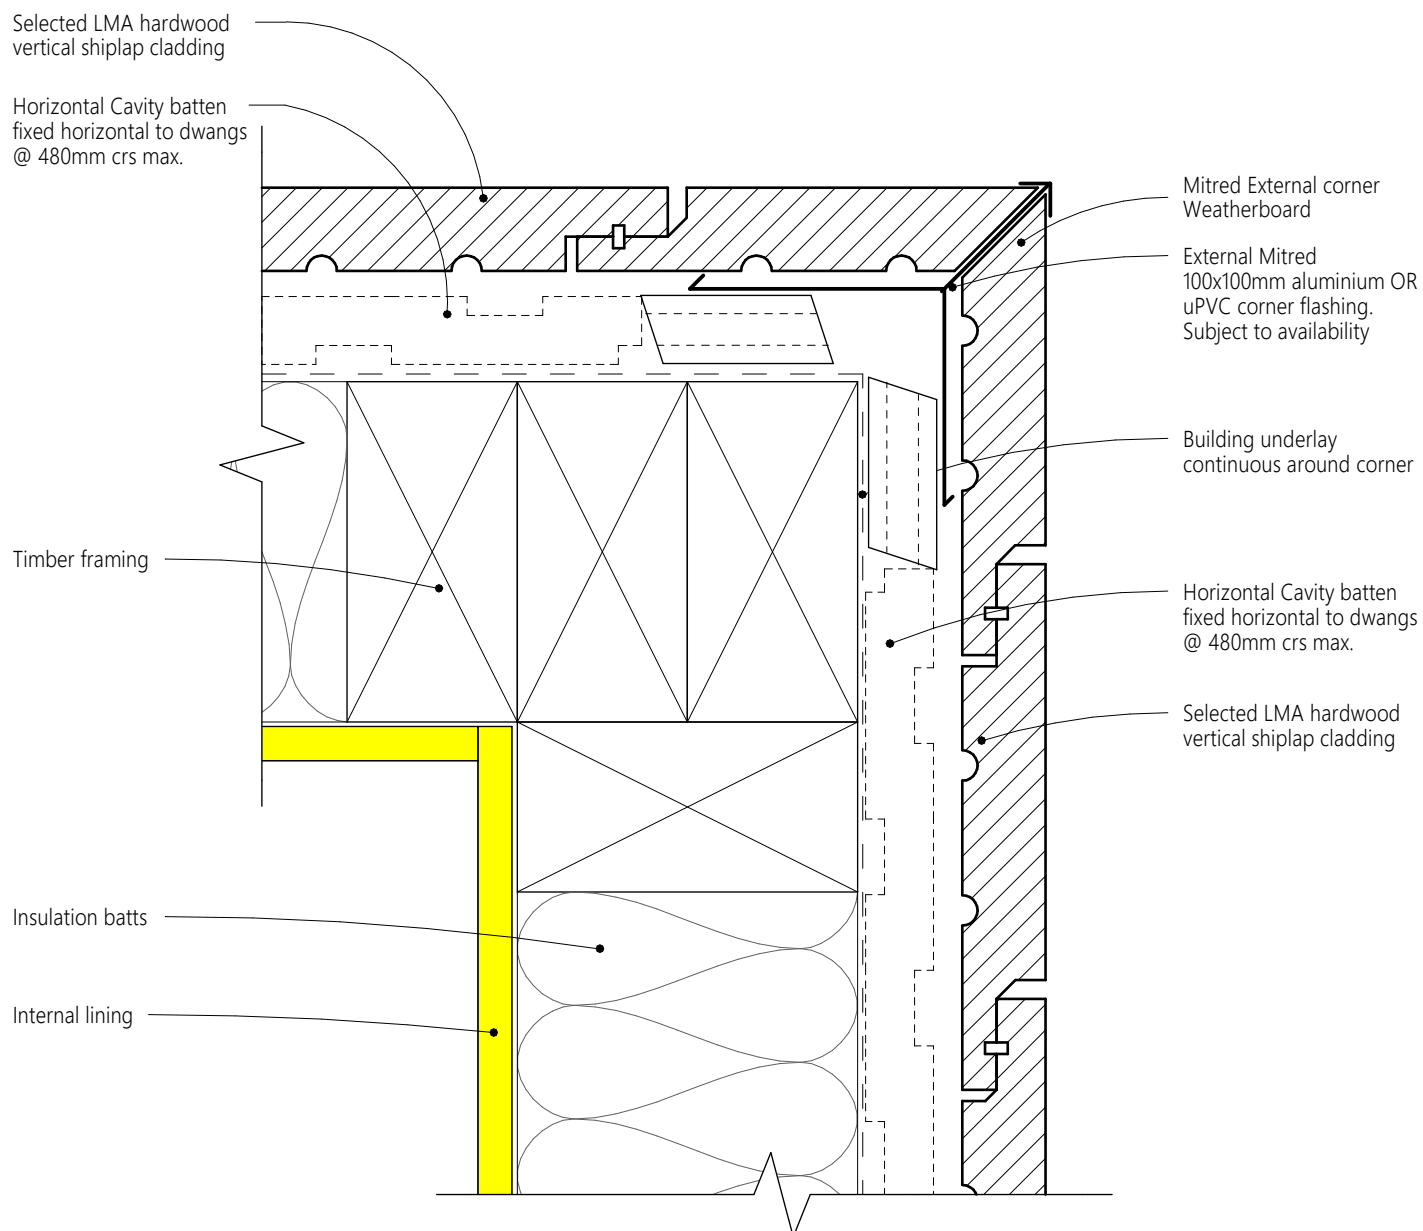 Selected LMA hardwood
vertical shiplap cladding
Horizontal Cavity batten
fixed horizontal to dwangs
@ 480mm crs max.
Timber framing
Insulation batts
Internal lining
Mitred External corner
Weatherboard
External Mitred
100x100mm aluminium OR
uPVC corner flashing.
Subject to availability
Building underlay
continuous around corner
Horizontal Cavity batten
fixed horizontal to dwangs
@ 480mm crs max.
Selected LMA hardwood
vertical shiplap cladding